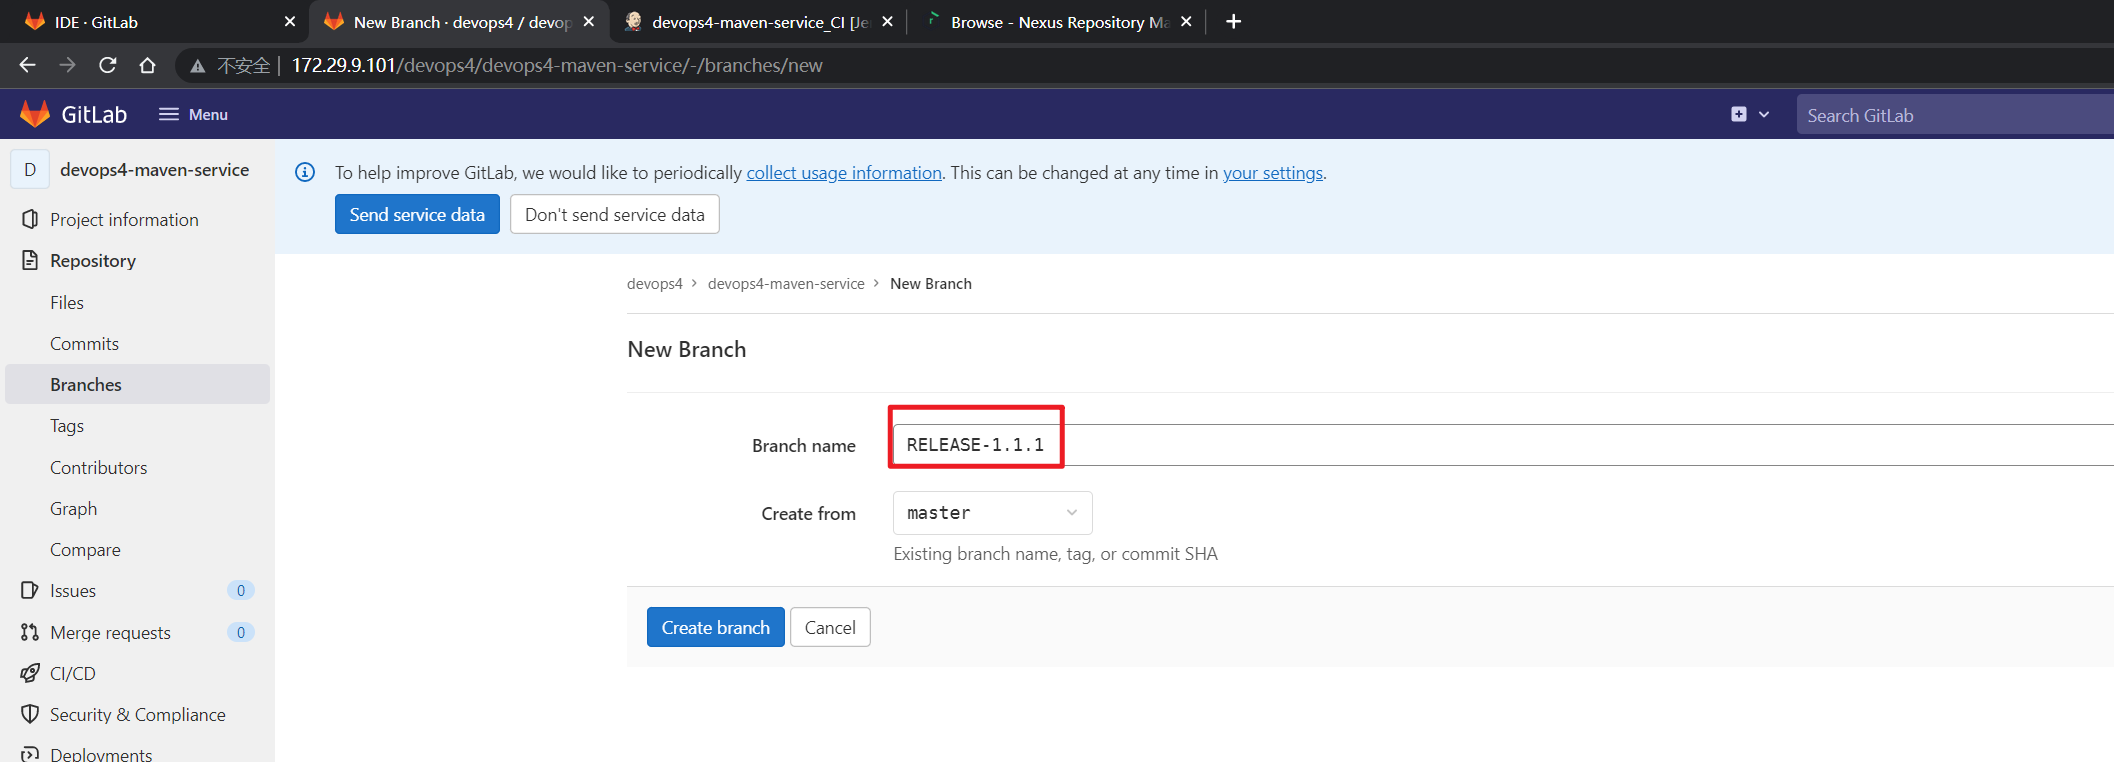 IDE · GitLab
New Branch · devops4 / devop
devops4-maven-service_CI [Je
Browse - Nexus Repository Ma
不安全 172.29.9.101/devops4/devops4-maven-service/-/branches/new
GitLab
Menu
Search GitLab
D devops4-maven-service
Project information
Repository
Files
Commits
Branches
Tags
Contributors
Graph
Compare
Issues 0
Merge requests 0
CI/CD
Security & Compliance
Deployments
To help improve GitLab, we would like to periodically collect usage information. This can be changed at any time in your settings.
Send service data
Don't send service data
devops4 > devops4-maven-service > New Branch
New Branch
Branch name RELEASE-1.1.1
Create from master
Existing branch name, tag, or commit SHA
Create branch
Cancel